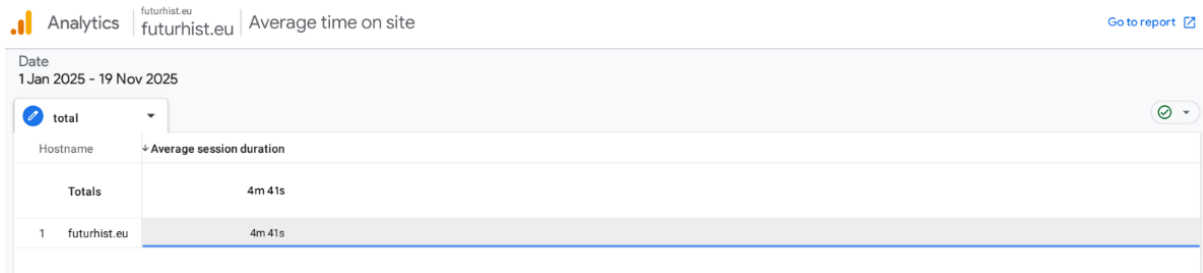 Analytics
futurhist.eu
futurhist.eu
Average time on site
Go to report
Date
1 Jan 2025 - 19 Nov 2025
total
Hostname ↓ Average session duration
Totals 4m 41s
1 futurhist.eu 4m 41s